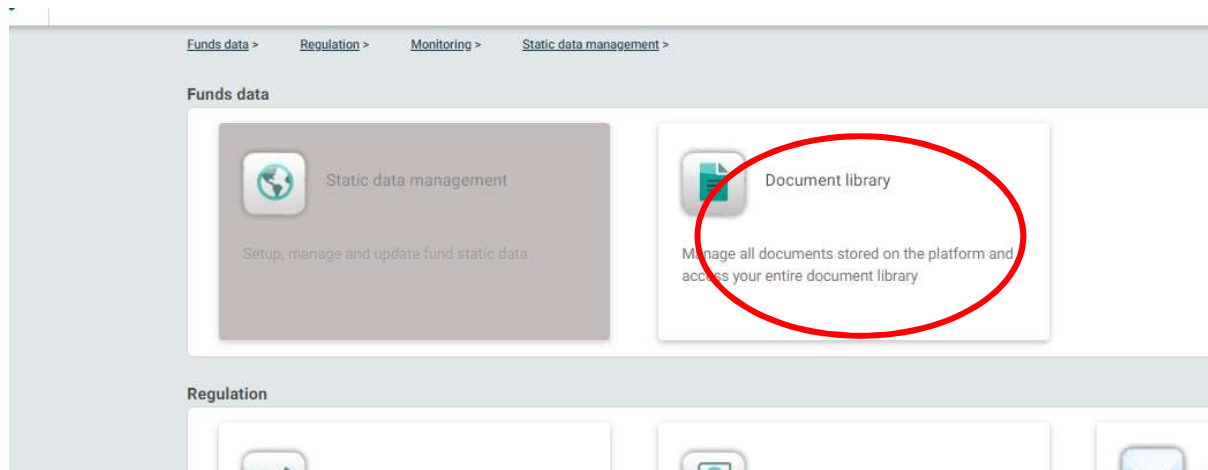 Funds data > Regulation > Monitoring > Static data management >
Funds data
Static data management
Setup, manage and update fund static data
Document library
Manage all documents stored on the platform and
access your entire document library
Regulation